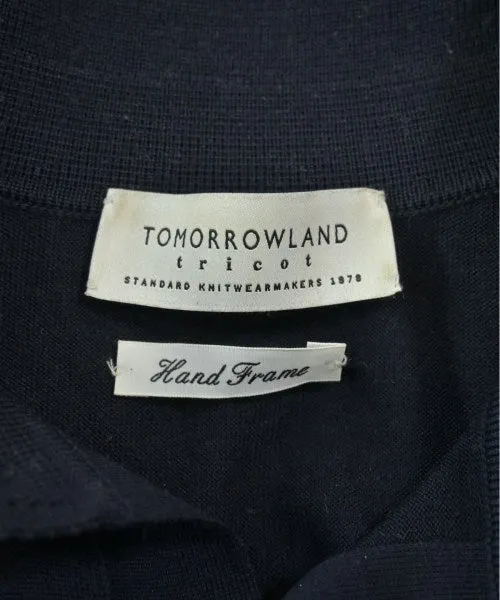 TOMORROWLAND
tricot
STANDARD KNITWEARMAKERS 1978
Hand Frame